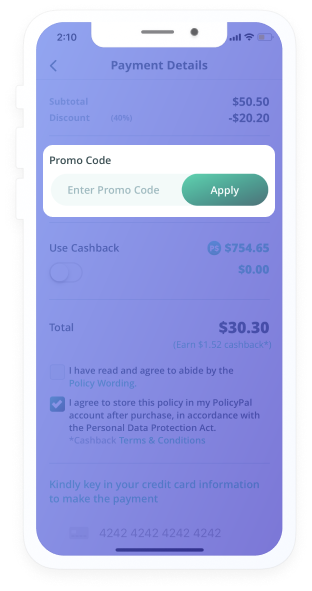 2:10
Payment Details
Subtotal $50.50
Discount (40%) -$20.20
Promo Code
Enter Promo Code Apply
Use Cashback $754.65
$0.00
Total $30.30
(Earn $1.52 cashback*)
I have read and agree to abide by the
Policy Wording.
I agree to store this policy in my PolicyPal
account after purchase, in accordance with
the Personal Data Protection Act.
*Cashback Terms & Conditions
Kindly key in your credit card information
to make the payment
4242 4242 4242 4242